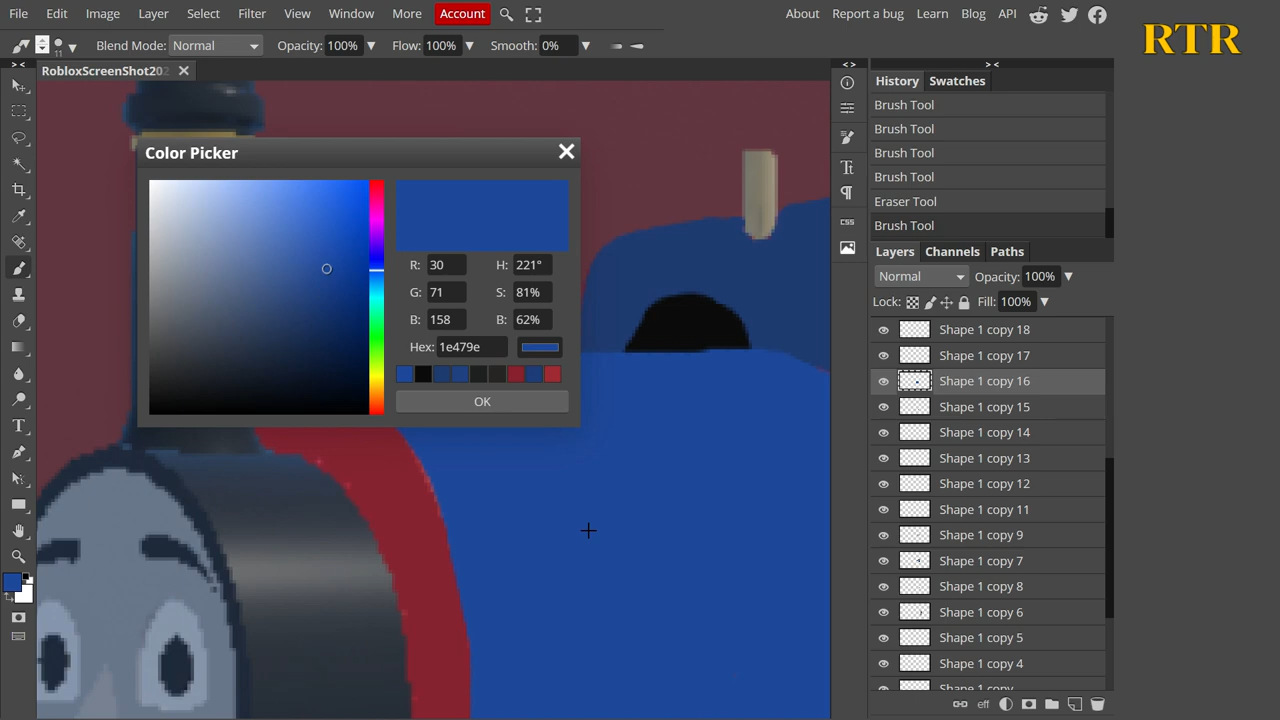 File Edit Image Layer Select Filter View Window More Account About Report a bug Learn Blog API
RTR
11 Blend Mode: Normal Opacity: 100% Flow: 100% Smooth: 0%
> < < > > <
RobloxScreenShot202
History Swatches
Brush Tool
Brush Tool
Brush Tool
Brush Tool
Eraser Tool
Brush Tool
Color Picker
R: 30 H: 221°
G: 71 S: 81%
B: 158 B: 62%
Hex: 1e479e
OK
CSS
Layers Channels Paths
Normal Opacity: 100%
Lock: Fill: 100%
Shape 1 copy 18
Shape 1 copy 17
Shape 1 copy 16
Shape 1 copy 15
Shape 1 copy 14
Shape 1 copy 13
Shape 1 copy 12
Shape 1 copy 11
Shape 1 copy 9
Shape 1 copy 7
Shape 1 copy 8
Shape 1 copy 6
Shape 1 copy 5
Shape 1 copy 4
Shape 1 copy
eff